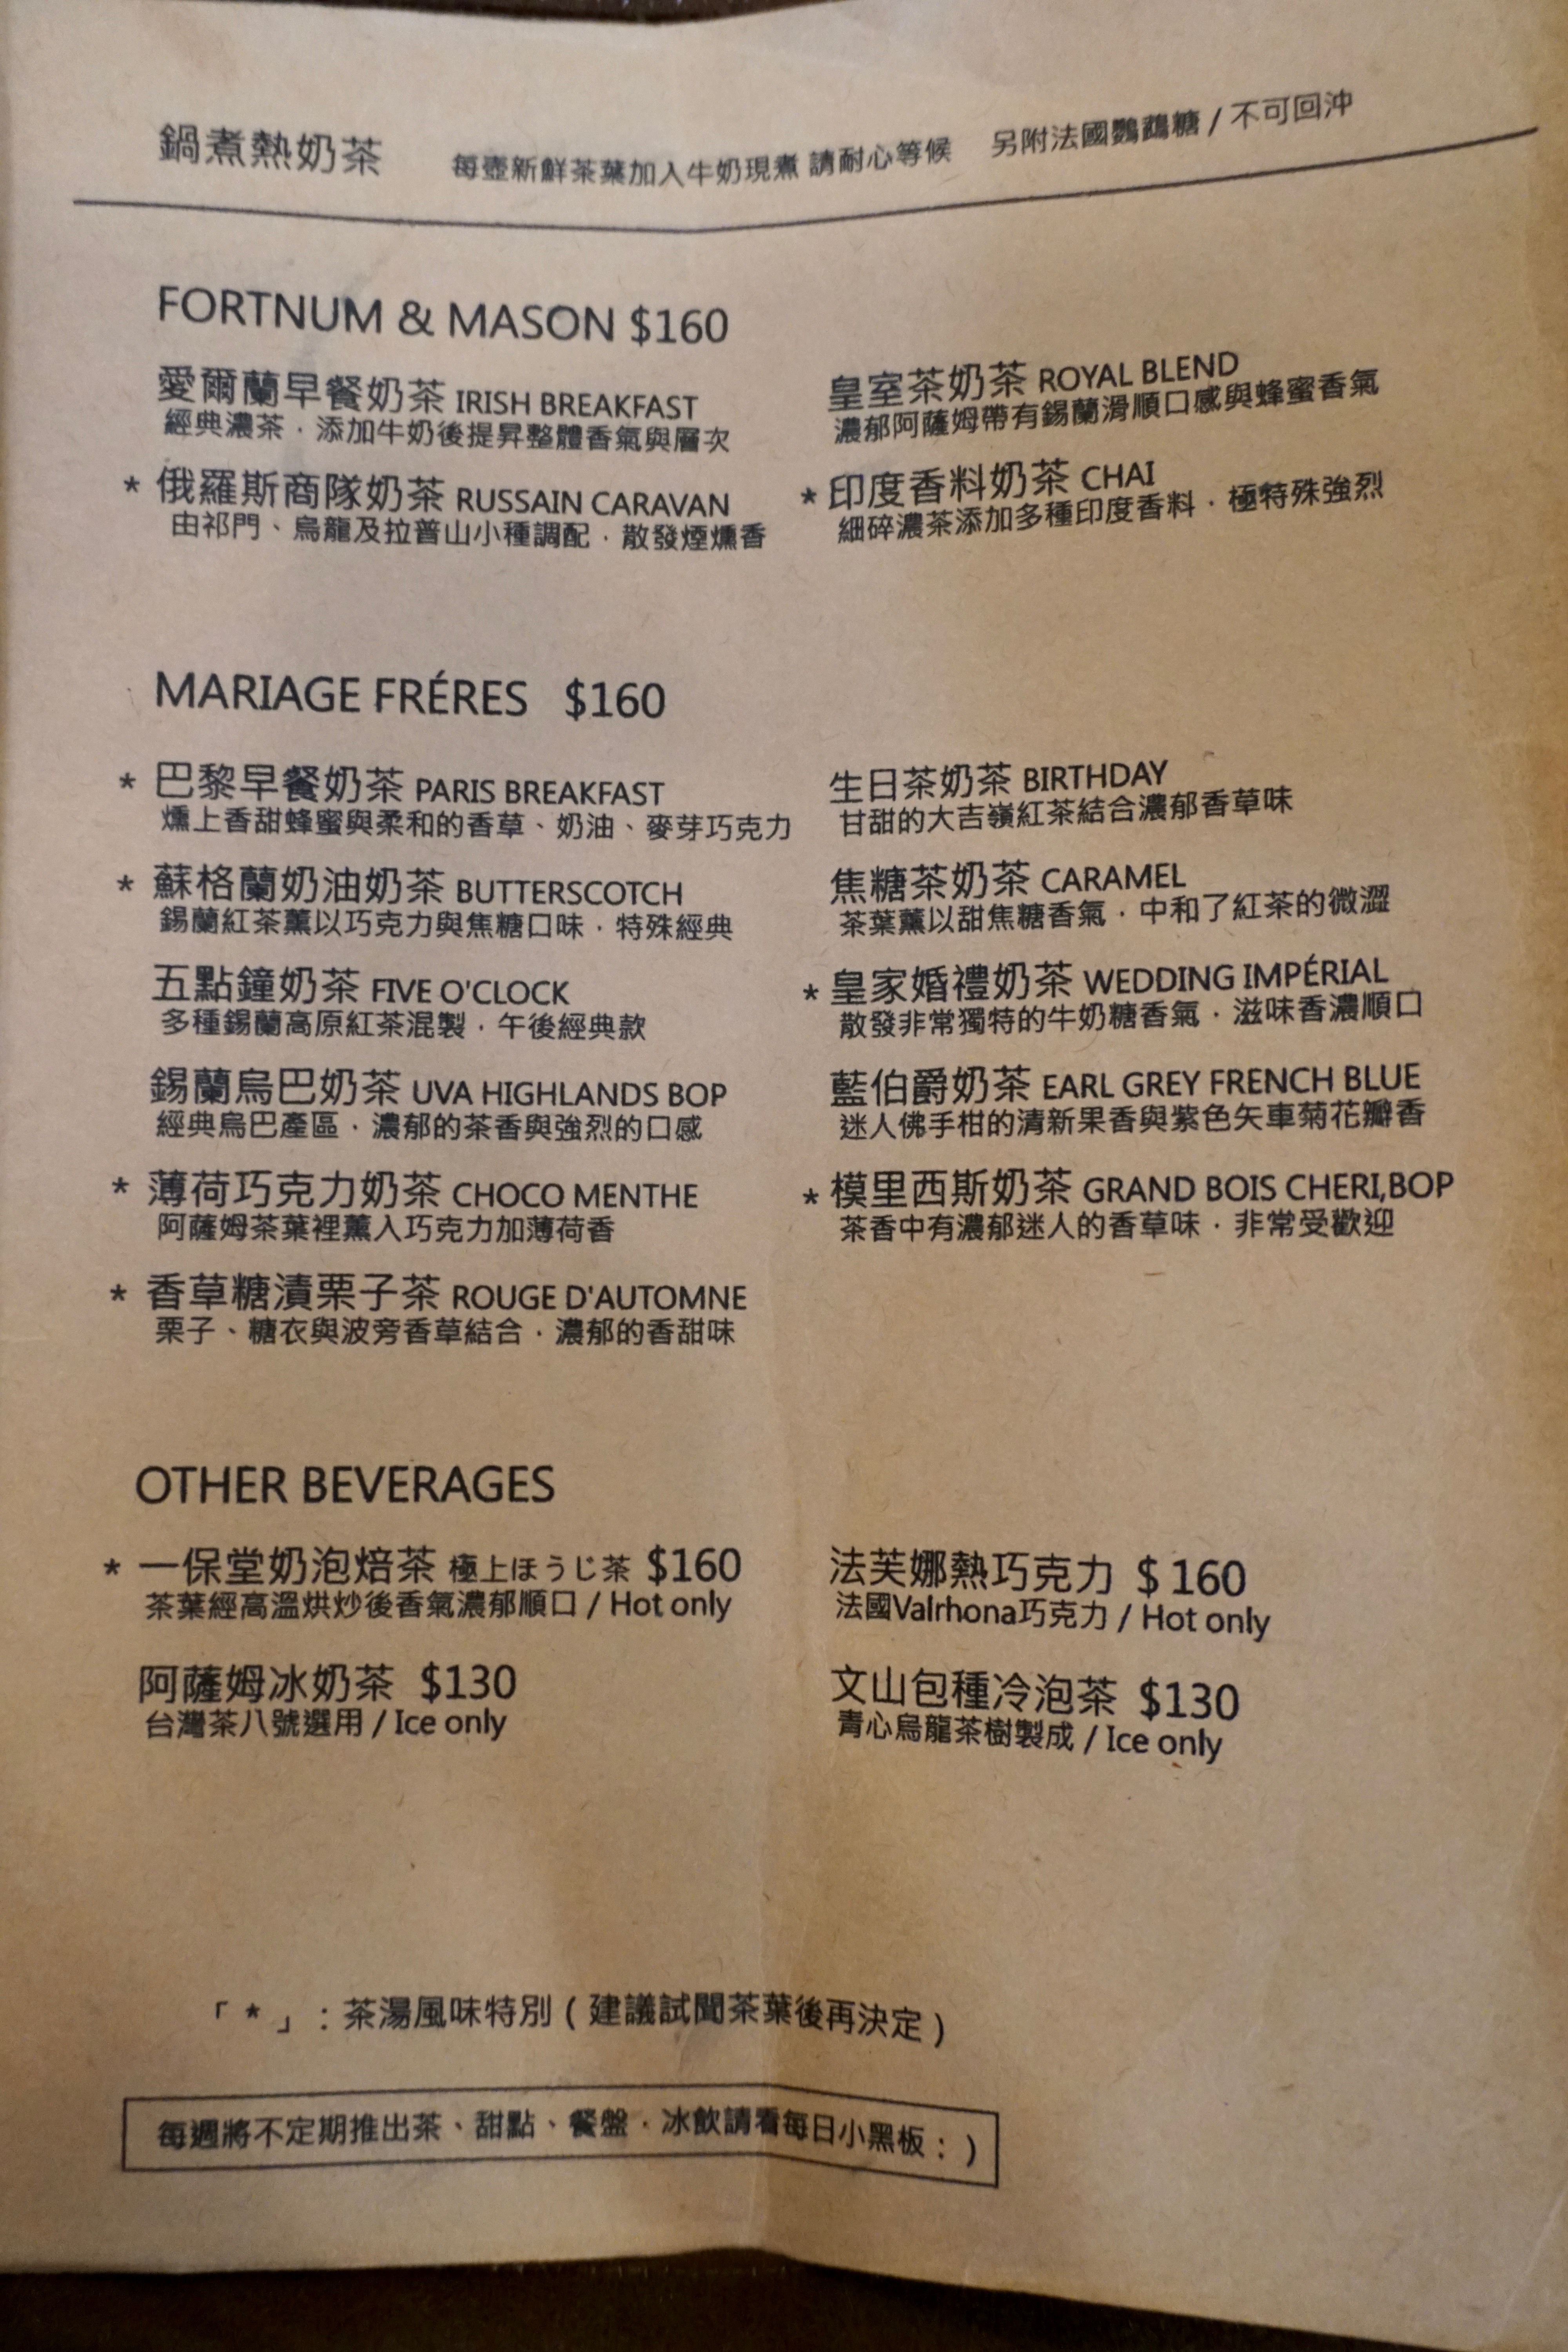 鍋煮熱奶茶 每壺新鮮茶葉加入牛奶現煮 請耐心等候 另附法國鸚鵡糖 / 不可回沖
FORTNUM & MASON $160
愛爾蘭早餐奶茶 IRISH BREAKFAST
經典濃茶．添加牛奶後提昇整體香氣與層次
* 俄羅斯商隊奶茶 RUSSAIN CARAVAN
由祁門、烏龍及拉普山小種調配．散發煙燻香
皇室茶奶茶 ROYAL BLEND
濃郁阿薩姆帶有錫蘭滑順口感與蜂蜜香氣
* 印度香料奶茶 CHAI
細碎濃茶添加多種印度香料．極特殊強烈
MARIAGE FRÉRES $160
* 巴黎早餐奶茶 PARIS BREAKFAST
燻上香甜蜂蜜與柔和的香草、奶油、麥芽巧克力
* 蘇格蘭奶油奶茶 BUTTERSCOTCH
錫蘭紅茶薰以巧克力與焦糖口味．特殊經典
五點鐘奶茶 FIVE O'CLOCK
多種錫蘭高原紅茶混製．午後經典款
錫蘭烏巴奶茶 UVA HIGHLANDS BOP
經典烏巴產區．濃郁的茶香與強烈的口感
* 薄荷巧克力奶茶 CHOCO MENTHE
阿薩姆茶葉裡薰入巧克力加薄荷香
* 香草糖漬栗子茶 ROUGE D'AUTOMNE
栗子、糖衣與波旁香草結合．濃郁的香甜味
生日茶奶茶 BIRTHDAY
甘甜的大吉嶺紅茶結合濃郁香草味
焦糖茶奶茶 CARAMEL
茶葉薰以甜焦糖香氣．中和了紅茶的微澀
* 皇家婚禮奶茶 WEDDING IMPÉRIAL
散發非常獨特的牛奶糖香氣．滋味香濃順口
藍伯爵奶茶 EARL GREY FRENCH BLUE
迷人佛手柑的清新果香與紫色矢車菊花瓣香
* 模里西斯奶茶 GRAND BOIS CHERI,BOP
茶香中有濃郁迷人的香草味．非常受歡迎
OTHER BEVERAGES
* 一保堂奶泡焙茶 極上ほうじ茶 $160
茶葉經高溫烘炒後香氣濃郁順口 / Hot only
阿薩姆冰奶茶 $130
台灣茶八號選用 / Ice only
法芙娜熱巧克力 $ 160
法國Valrhona巧克力 / Hot only
文山包種冷泡茶 $130
青心烏龍茶樹製成 / Ice only
「 * 」：茶湯風味特別 ( 建議試聞茶葉後再決定 )
每週將不定期推出茶、甜點、餐盤．冰飲請看每日小黑板：)